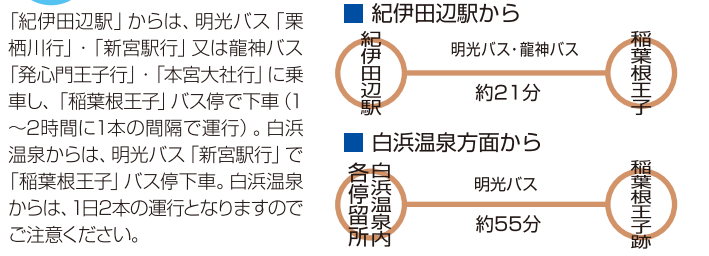 「紀伊田辺駅」からは、明光バス「栗
栖川行」・「新宮駅行」又は龍神バス
「発心門王子行」・「本宮大社行」に乗
車し、「稲葉根王子」バス停で下車（1
～2時間に1本の間隔で運行）。白浜
温泉からは、明光バス「新宮駅行」で
「稲葉根王子」バス停下車。白浜温泉
からは、1日2本の運行となりますので
ご注意ください。
■ 紀伊田辺駅から
紀伊田辺駅
明光バス・龍神バス
約21分
稲葉根王子
■ 白浜温泉方面から
白浜温泉内
各停留所
明光バス
約55分
稲葉根王子跡